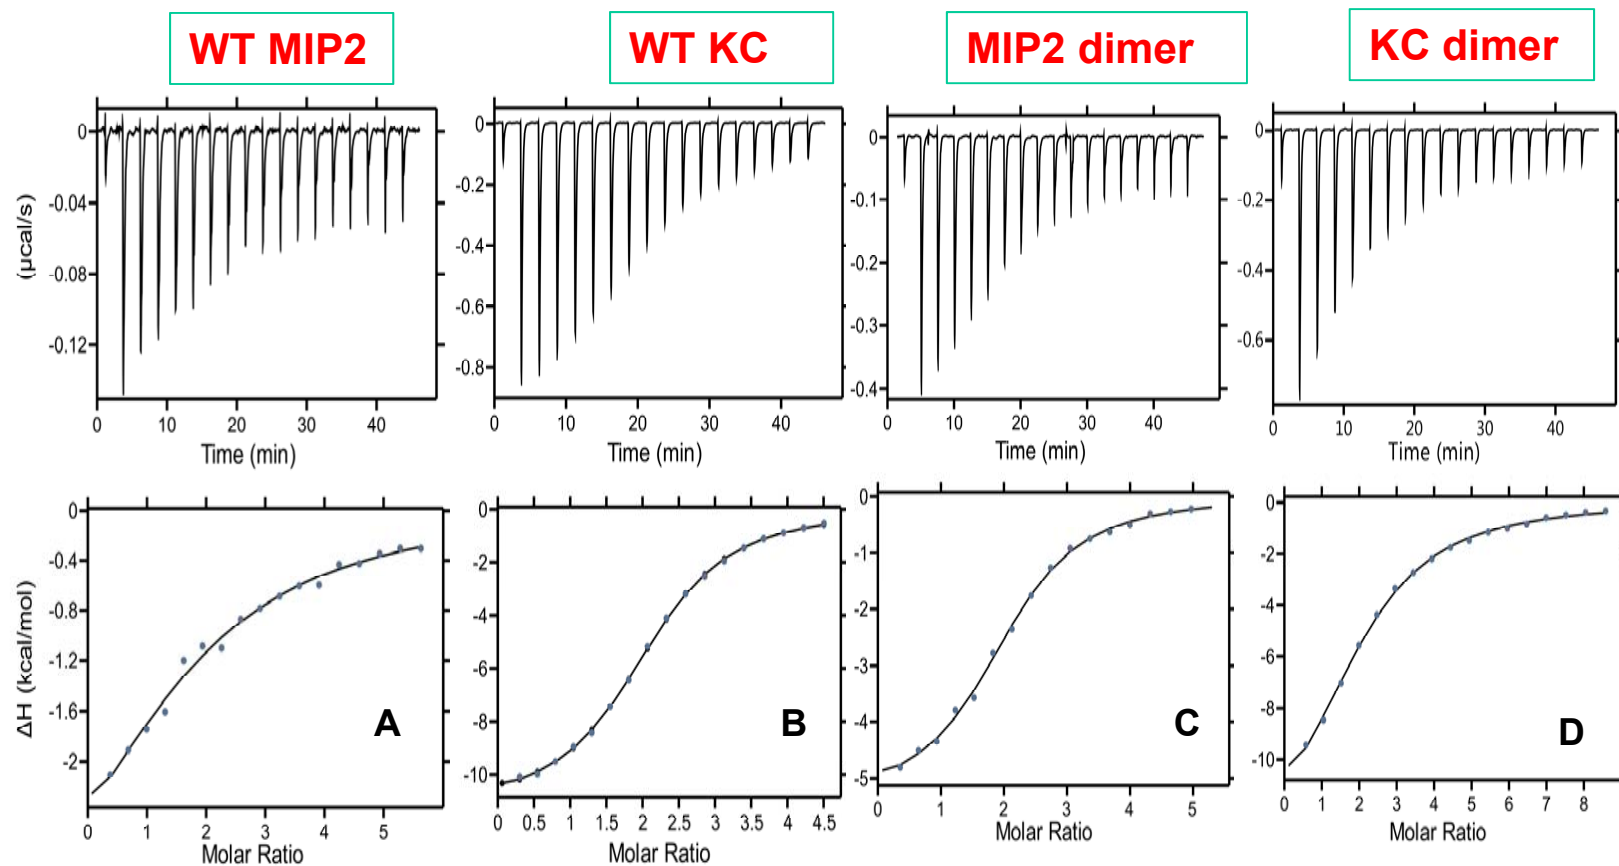 WT MIP2
WT KC
MIP2 dimer
KC dimer
(µcal/s)
0
-0.04
-0.08
-0.12
0 10 20 30 40
Time (min)
0
-0.2
-0.4
-0.6
-0.8
0 10 20 30 40
Time (min)
0
-0.1
-0.2
-0.3
-0.4
0 10 20 30 40
Time (min)
0
-0.2
-0.4
-0.6
0 10 20 30 40
Time (min)
ΔH (kcal/mol)
0
-0.4
-0.8
-1.2
-1.6
-2
A
0 1 2 3 4 5
Molar Ratio
0
-2
-4
-6
-8
-10
B
0 0.5 1 1.5 2 2.5 3 3.5 4 4.5
Molar Ratio
0
-1
-2
-3
-4
-5
C
0 1 2 3 4 5
Molar Ratio
0
-2
-4
-6
-8
-10
D
0 1 2 3 4 5 6 7 8
Molar Ratio